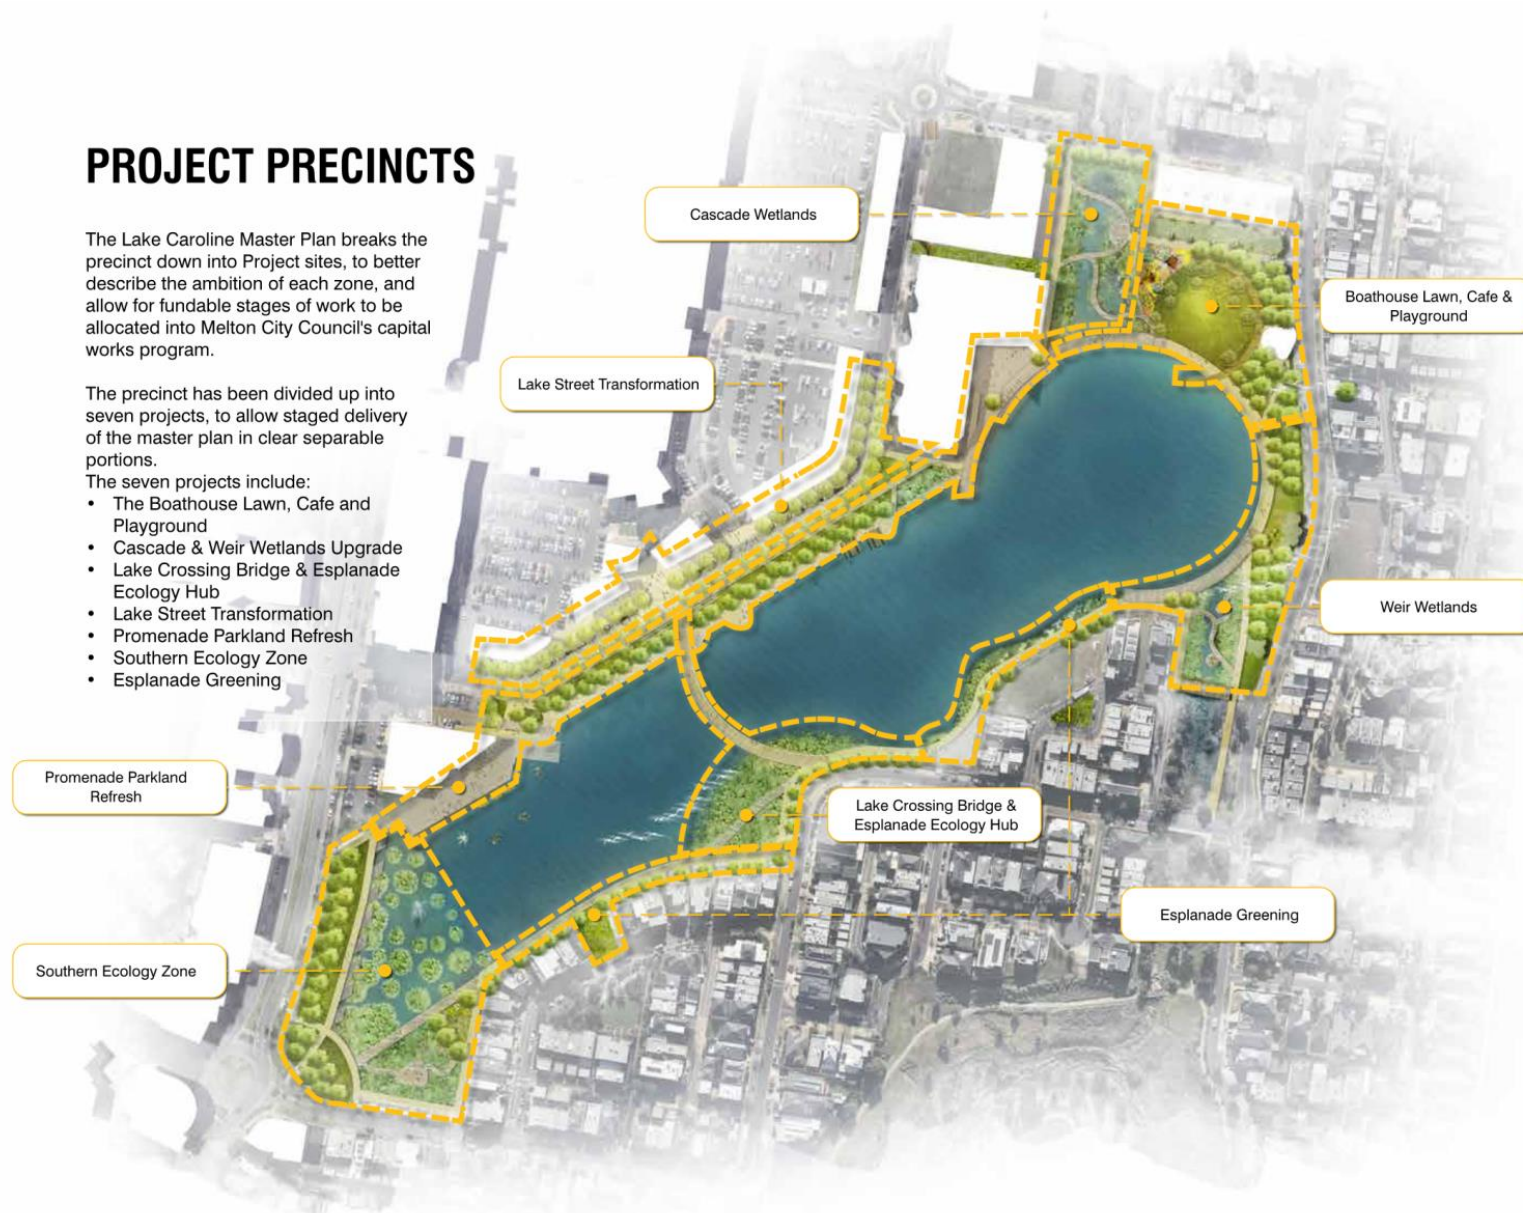 PROJECT PRECINCTS
The Lake Caroline Master Plan breaks the
precinct down into Project sites, to better
describe the ambition of each zone, and
allow for fundable stages of work to be
allocated into Melton City Council's capital
works program.
The precinct has been divided up into
seven projects, to allow staged delivery
of the master plan in clear separable
portions.
The seven projects include:
• The Boathouse Lawn, Cafe and
Playground
• Cascade & Weir Wetlands Upgrade
• Lake Crossing Bridge & Esplanade
Ecology Hub
• Lake Street Transformation
• Promenade Parkland Refresh
• Southern Ecology Zone
• Esplanade Greening
Cascade Wetlands
Boathouse Lawn, Cafe &
Playground
Lake Street Transformation
Weir Wetlands
Promenade Parkland
Refresh
Lake Crossing Bridge &
Esplanade Ecology Hub
Esplanade Greening
Southern Ecology Zone